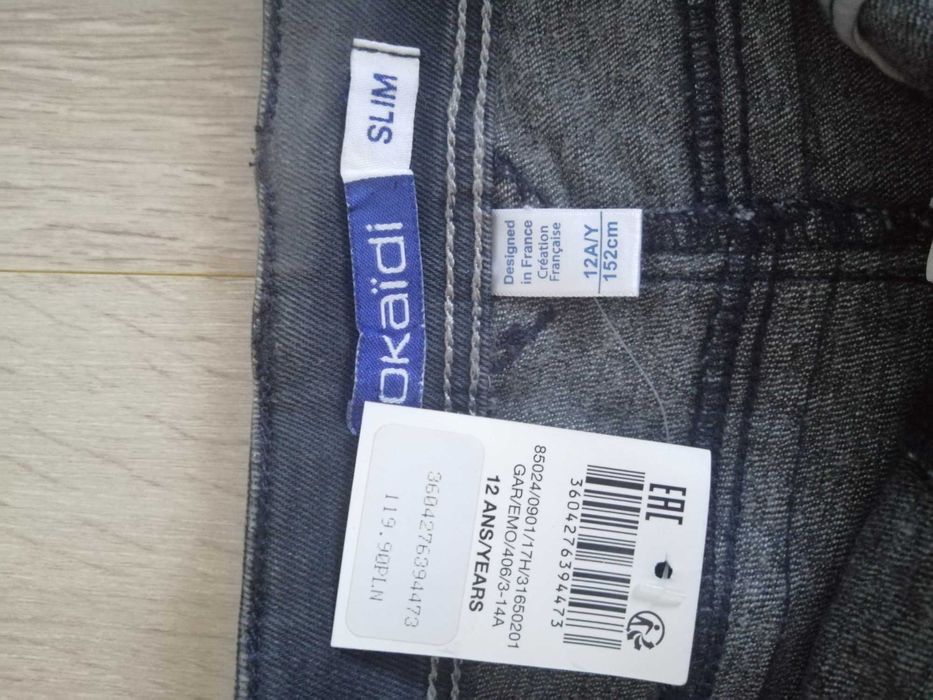 SLIM
okaïdi
Designed
in France
Création
Française
12A/Y
152cm
EAC
3604276394473
85024/0901/17H/31650201
GAR/EMO/406/3-14A
12 ANS/YEARS
3604276394473
119.90PLN